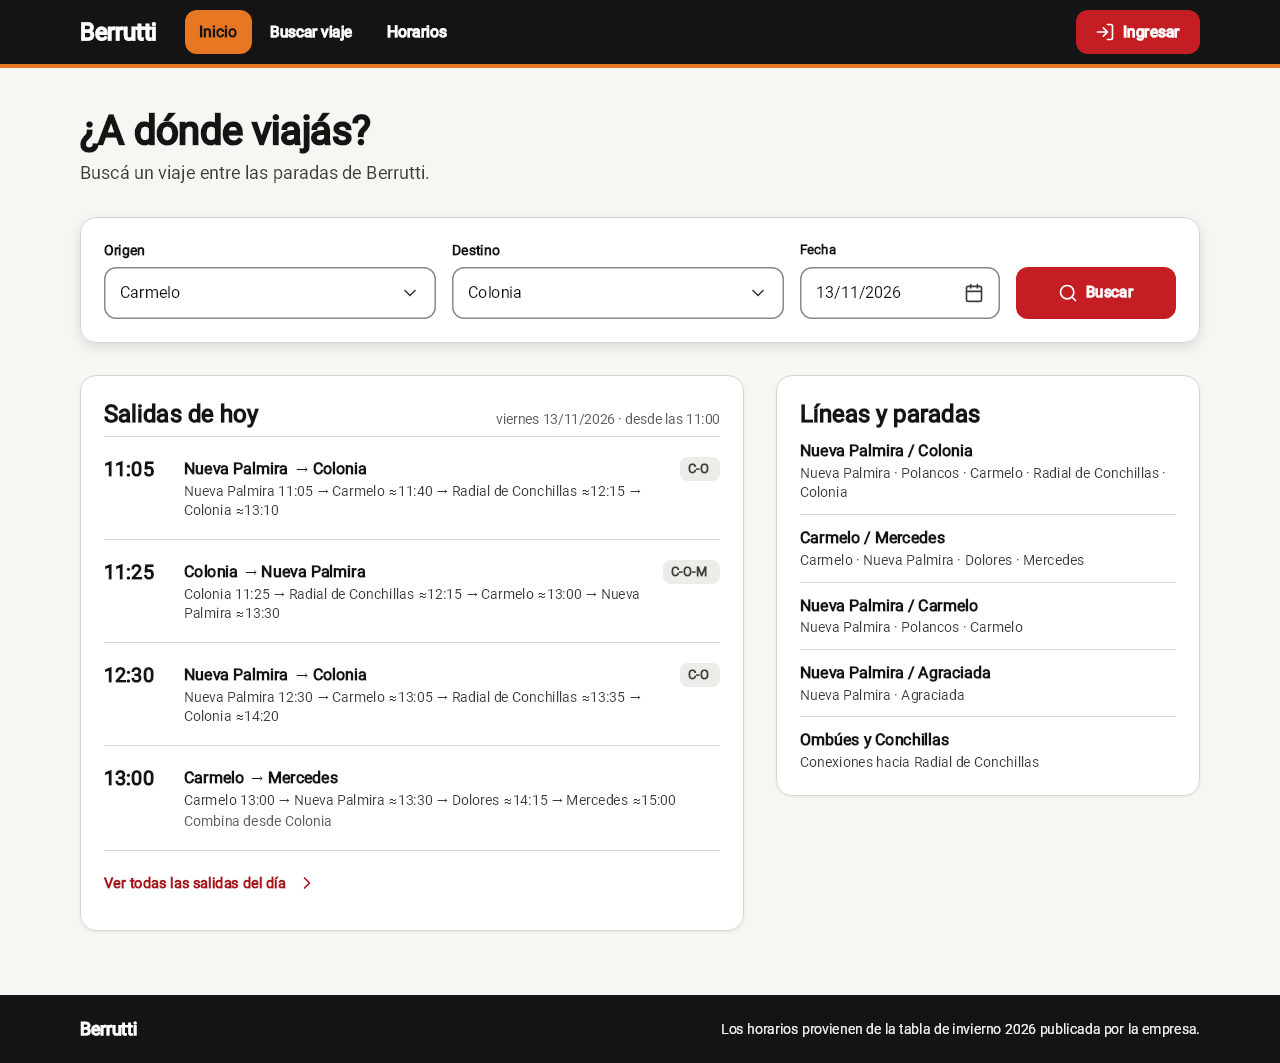 Berrutti
Inicio
Buscar viaje
Horarios
Ingresar
¿A dónde viajás?
Buscá un viaje entre las paradas de Berrutti.
Origen
Carmelo
Destino
Colonia
Fecha
13/11/2026
Buscar
Salidas de hoy
viernes 13/11/2026 · desde las 11:00
11:05
Nueva Palmira → Colonia
C-O
Nueva Palmira 11:05 → Carmelo ≈11:40 → Radial de Conchillas ≈12:15 →
Colonia ≈13:10
11:25
Colonia → Nueva Palmira
C-O-M
Colonia 11:25 → Radial de Conchillas ≈12:15 → Carmelo ≈13:00 → Nueva
Palmira ≈13:30
12:30
Nueva Palmira → Colonia
C-O
Nueva Palmira 12:30 → Carmelo ≈13:05 → Radial de Conchillas ≈13:35 →
Colonia ≈14:20
13:00
Carmelo → Mercedes
Carmelo 13:00 → Nueva Palmira ≈13:30 → Dolores ≈14:15 → Mercedes ≈15:00
Combina desde Colonia
Ver todas las salidas del día
Líneas y paradas
Nueva Palmira / Colonia
Nueva Palmira · Polancos · Carmelo · Radial de Conchillas ·
Colonia
Carmelo / Mercedes
Carmelo · Nueva Palmira · Dolores · Mercedes
Nueva Palmira / Carmelo
Nueva Palmira · Polancos · Carmelo
Nueva Palmira / Agraciada
Nueva Palmira · Agraciada
Ombúes y Conchillas
Conexiones hacia Radial de Conchillas
Berrutti
Los horarios provienen de la tabla de invierno 2026 publicada por la empresa.